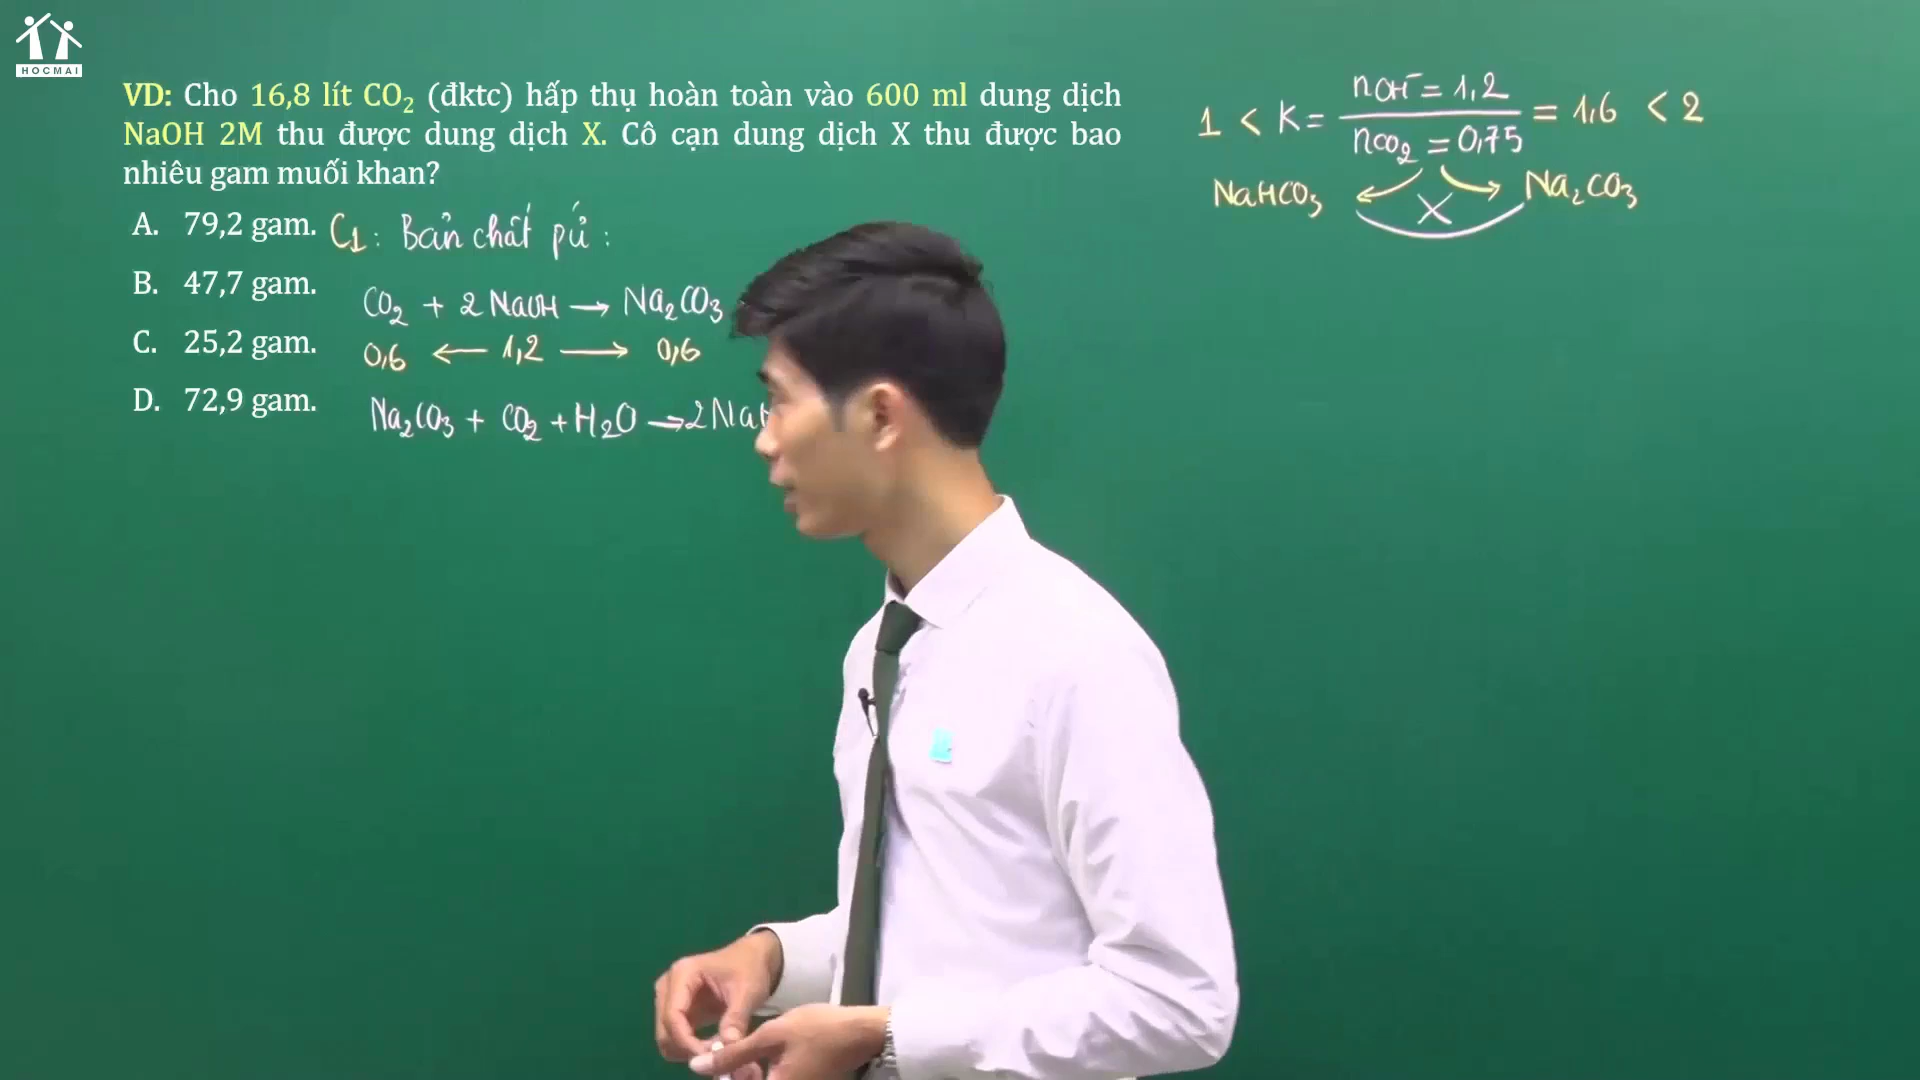 HOCMAI
VD: Cho 16,8 lít CO₂ (đktc) hấp thụ hoàn toàn vào 600 ml dung dịch
NaOH 2M thu được dung dịch X. Cô cạn dung dịch X thu được bao
nhiêu gam muối khan?
A. 79,2 gam.
B. 47,7 gam.
C. 25,2 gam.
D. 72,9 gam.
C1: Bản chất pứ:
CO₂ + 2NaOH → Na₂CO₃
0,6 ← 1,2 → 0,6
Na₂CO₃ + CO₂ + H₂O → 2Na
1 < K = nOH⁻ = 1,2 / nCO₂ = 0,75 = 1,6 < 2
NaHCO₃ X Na₂CO₃